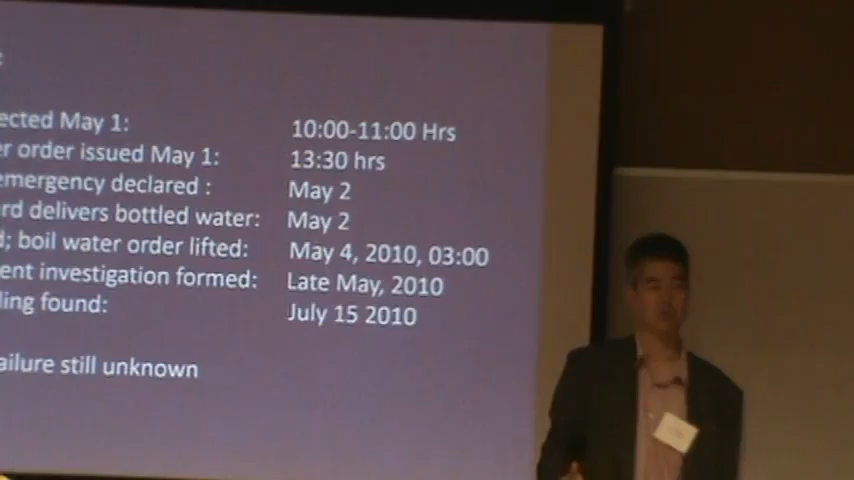 ected May 1: 10:00-11:00 Hrs
er order issued May 1: 13:30 hrs
emergency declared : May 2
rd delivers bottled water: May 2
d; boil water order lifted: May 4, 2010, 03:00
ent investigation formed: Late May, 2010
ling found: July 15 2010
ailure still unknown